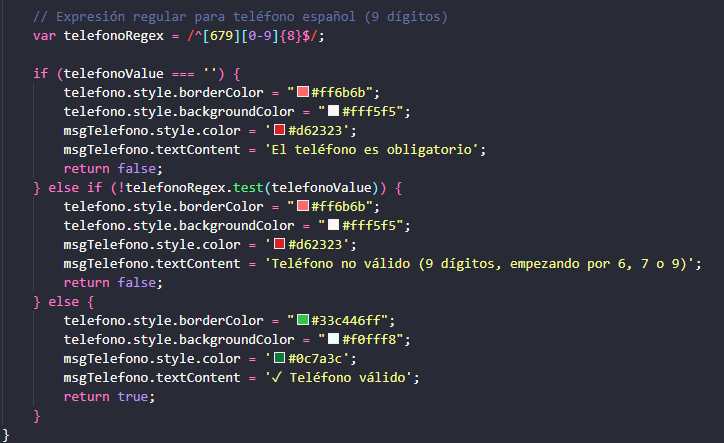 // Expresión regular para teléfono español (9 dígitos)
var telefonoRegex = /^[679][0-9]{8}$/;
if (telefonoValue === '') {
telefono.style.borderColor = "#ff6b6b";
telefono.style.backgroundColor = "#fff5f5";
msgTelefono.style.color = '#d62323';
msgTelefono.textContent = 'El teléfono es obligatorio';
return false;
} else if (!telefonoRegex.test(telefonoValue)) {
telefono.style.borderColor = "#ff6b6b";
telefono.style.backgroundColor = "#fff5f5";
msgTelefono.style.color = '#d62323';
msgTelefono.textContent = 'Teléfono no válido (9 dígitos, empezando por 6, 7 o 9)';
return false;
} else {
telefono.style.borderColor = "#33c446ff";
telefono.style.backgroundColor = "#f0fff8";
msgTelefono.style.color = '#0c7a3c';
msgTelefono.textContent = '✓ Teléfono válido';
return true;
}
}